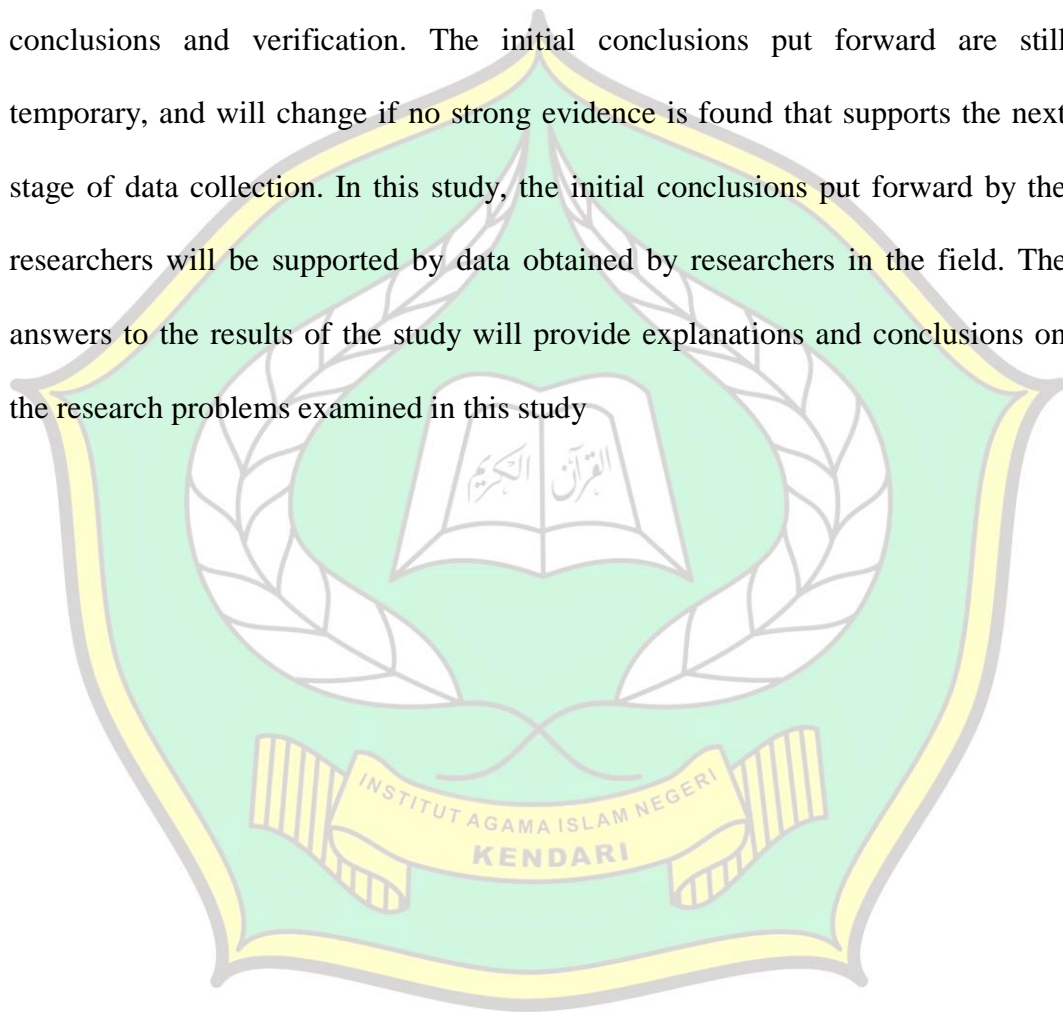 conclusions and verification. The initial conclusions put forward are still
temporary, and will change if no strong evidence is found that supports the next
stage of data collection. In this study, the initial conclusions put forward by the
researchers will be supported by data obtained by researchers in the field. The
answers to the results of the study will provide explanations and conclusions on
the research problems examined in this study
القرآن الكريم
INSTITUT AGAMA ISLAM NEGERI
KENDARI